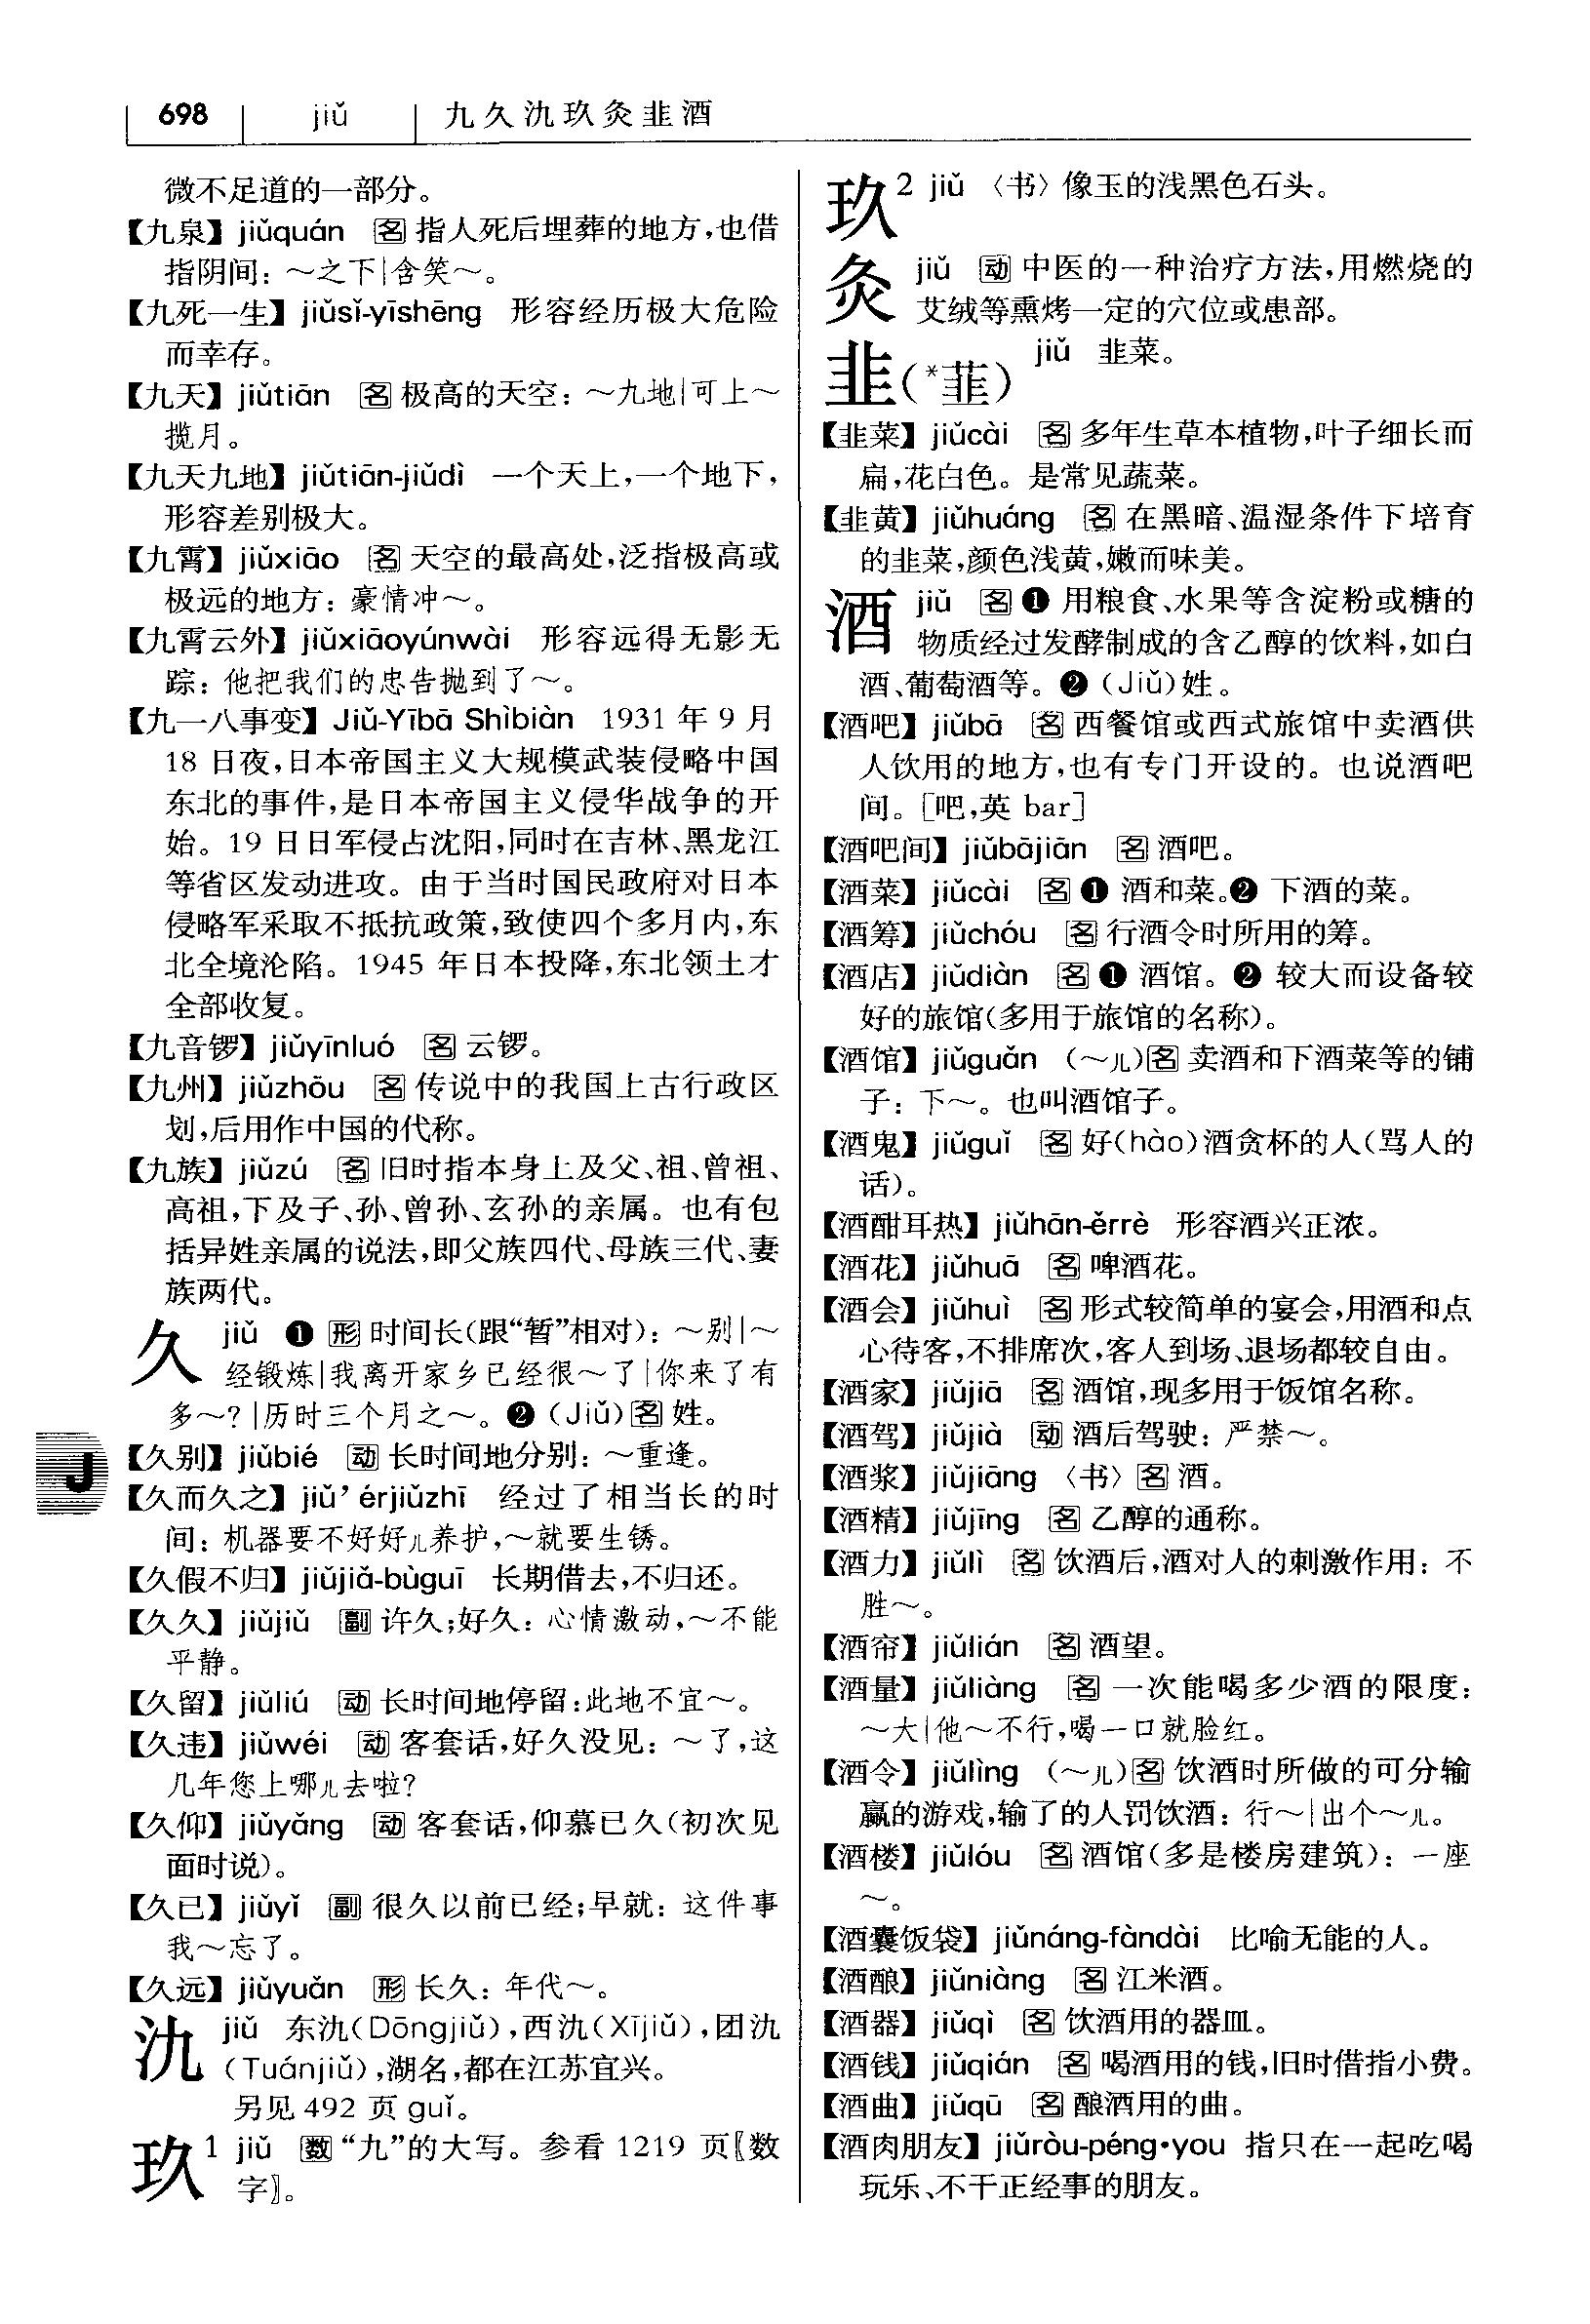 698 jiǔ 九久氿玖灸韭酒
微不足道的一部分。
【九泉】jiǔquán 名 指人死后埋葬的地方,也借
指阴间：～之下|含笑～。
【九死一生】jiǔsǐ-yīshēng 形容经历极大危险
而幸存。
【九天】jiǔtiān 名 极高的天空：～九地|可上～
揽月。
【九天九地】jiǔtiān-jiǔdì 一个天上,一个地下,
形容差别极大。
【九霄】jiǔxiāo 名 天空的最高处,泛指极高或
极远的地方：豪情冲～。
【九霄云外】jiǔxiāoyúnwài 形容远得无影无
踪：他把我们的忠告抛到了～。
【九一八事变】Jiǔ-Yībā Shìbiàn 1931 年 9 月
18 日夜,日本帝国主义大规模武装侵略中国
东北的事件,是日本帝国主义侵华战争的开
始。19 日日军侵占沈阳,同时在吉林、黑龙江
等省区发动进攻。由于当时国民政府对日本
侵略军采取不抵抗政策,致使四个多月内,东
北全境沦陷。1945 年日本投降,东北领土才
全部收复。
【九音锣】jiǔyīnluó 名 云锣。
【九州】jiǔzhōu 名 传说中的我国上古行政区
划,后用作中国的代称。
【九族】jiǔzú 名 旧时指本身上及父、祖、曾祖、
高祖,下及子、孙、曾孙、玄孙的亲属。也有包
括异姓亲属的说法,即父族四代、母族三代、妻
族两代。
久 jiǔ ❶ 形 时间长(跟“暂”相对)：～别|～
经锻炼|我离开家乡已经很～了|你来了有
多～?|历时三个月之～。❷（Jiǔ)名 姓。
【久别】jiǔbié 动 长时间地分别：～重逢。
【久而久之】jiǔ’érjiǔzhī 经过了相当长的时
间：机器要不好好儿养护,～就要生锈。
【久假不归】jiǔjiǎ-bùguī 长期借去,不归还。
【久久】jiǔjiǔ 副 许久;好久：心情激动,～不能
平静。
【久留】jiǔliú 动 长时间地停留：此地不宜～。
【久违】jiǔwéi 动 客套话,好久没见：～了,这
几年您上哪儿去啦?
【久仰】jiǔyǎng 动 客套话,仰慕已久(初次见
面时说)。
【久已】jiǔyǐ 副 很久以前已经;早就：这件事
我～忘了。
【久远】jiǔyuǎn 形 长久：年代～。
氿 jiǔ 东氿(Dōngjiǔ),西氿(Xījiǔ),团氿
(Tuánjiǔ),湖名,都在江苏宜兴。
另见 492 页 guǐ。
玖1 jiǔ 数 “九”的大写。参看 1219 页〖数
字〗。
玖2 jiǔ 〈书〉像玉的浅黑色石头。
灸 jiǔ 动 中医的一种治疗方法,用燃烧的
艾绒等熏烤一定的穴位或患部。
韭(*韮) jiǔ 韭菜。
【韭菜】jiǔcài 名 多年生草本植物,叶子细长而
扁,花白色。是常见蔬菜。
【韭黄】jiǔhuáng 名 在黑暗、温湿条件下培育
的韭菜,颜色浅黄,嫩而味美。
酒 jiǔ 名 ❶ 用粮食、水果等含淀粉或糖的
物质经过发酵制成的含乙醇的饮料,如白
酒、葡萄酒等。❷（Jiǔ)姓。
【酒吧】jiǔbā 名 西餐馆或西式旅馆中卖酒供
人饮用的地方,也有专门开设的。也说酒吧
间。[吧,英 bar]
【酒吧间】jiǔbājiān 名 酒吧。
【酒菜】jiǔcài 名 ❶ 酒和菜。❷ 下酒的菜。
【酒筹】jiǔchóu 名 行酒令时所用的筹。
【酒店】jiǔdiàn 名 ❶ 酒馆。❷ 较大而设备较
好的旅馆(多用于旅馆的名称)。
【酒馆】jiǔguǎn (～儿)名 卖酒和下酒菜等的铺
子：下～。也叫酒馆子。
【酒鬼】jiǔguǐ 名 好(hào)酒贪杯的人(骂人的
话)。
【酒酣耳热】jiǔhān-ěrrè 形容酒兴正浓。
【酒花】jiǔhuā 名 啤酒花。
【酒会】jiǔhuì 名 形式较简单的宴会,用酒和点
心待客,不排席次,客人到场、退场都较自由。
【酒家】jiǔjiā 名 酒馆,现多用于饭馆名称。
【酒驾】jiǔjià 动 酒后驾驶：严禁～。
【酒浆】jiǔjiāng 〈书〉名 酒。
【酒精】jiǔjīng 名 乙醇的通称。
【酒力】jiǔlì 名 饮酒后,酒对人的刺激作用：不
胜～。
【酒帘】jiǔlián 名 酒望。
【酒量】jiǔliàng 名 一次能喝多少酒的限度：
～大|他～不行,喝一口就脸红。
【酒令】jiǔlìng (～儿)名 饮酒时所做的可分输
赢的游戏,输了的人罚饮酒：行～|出个～儿。
【酒楼】jiǔlóu 名 酒馆(多是楼房建筑)：一座
～。
【酒囊饭袋】jiǔnáng-fàndài 比喻无能的人。
【酒酿】jiǔniàng 名 江米酒。
【酒器】jiǔqì 名 饮酒用的器皿。
【酒钱】jiǔqián 名 喝酒用的钱,旧时借指小费。
【酒曲】jiǔqū 名 酿酒用的曲。
【酒肉朋友】jiǔròu-péng•you 指只在一起吃喝
玩乐、不干正经事的朋友。
J